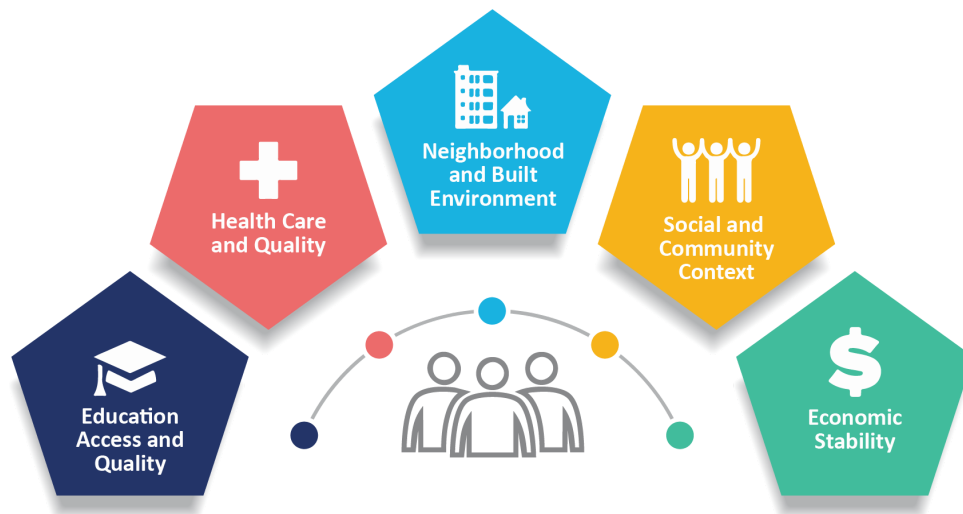 Education
Access and
Quality
Health Care
and Quality
Neighborhood
and Built
Environment
Social and
Community
Context
$
Economic
Stability